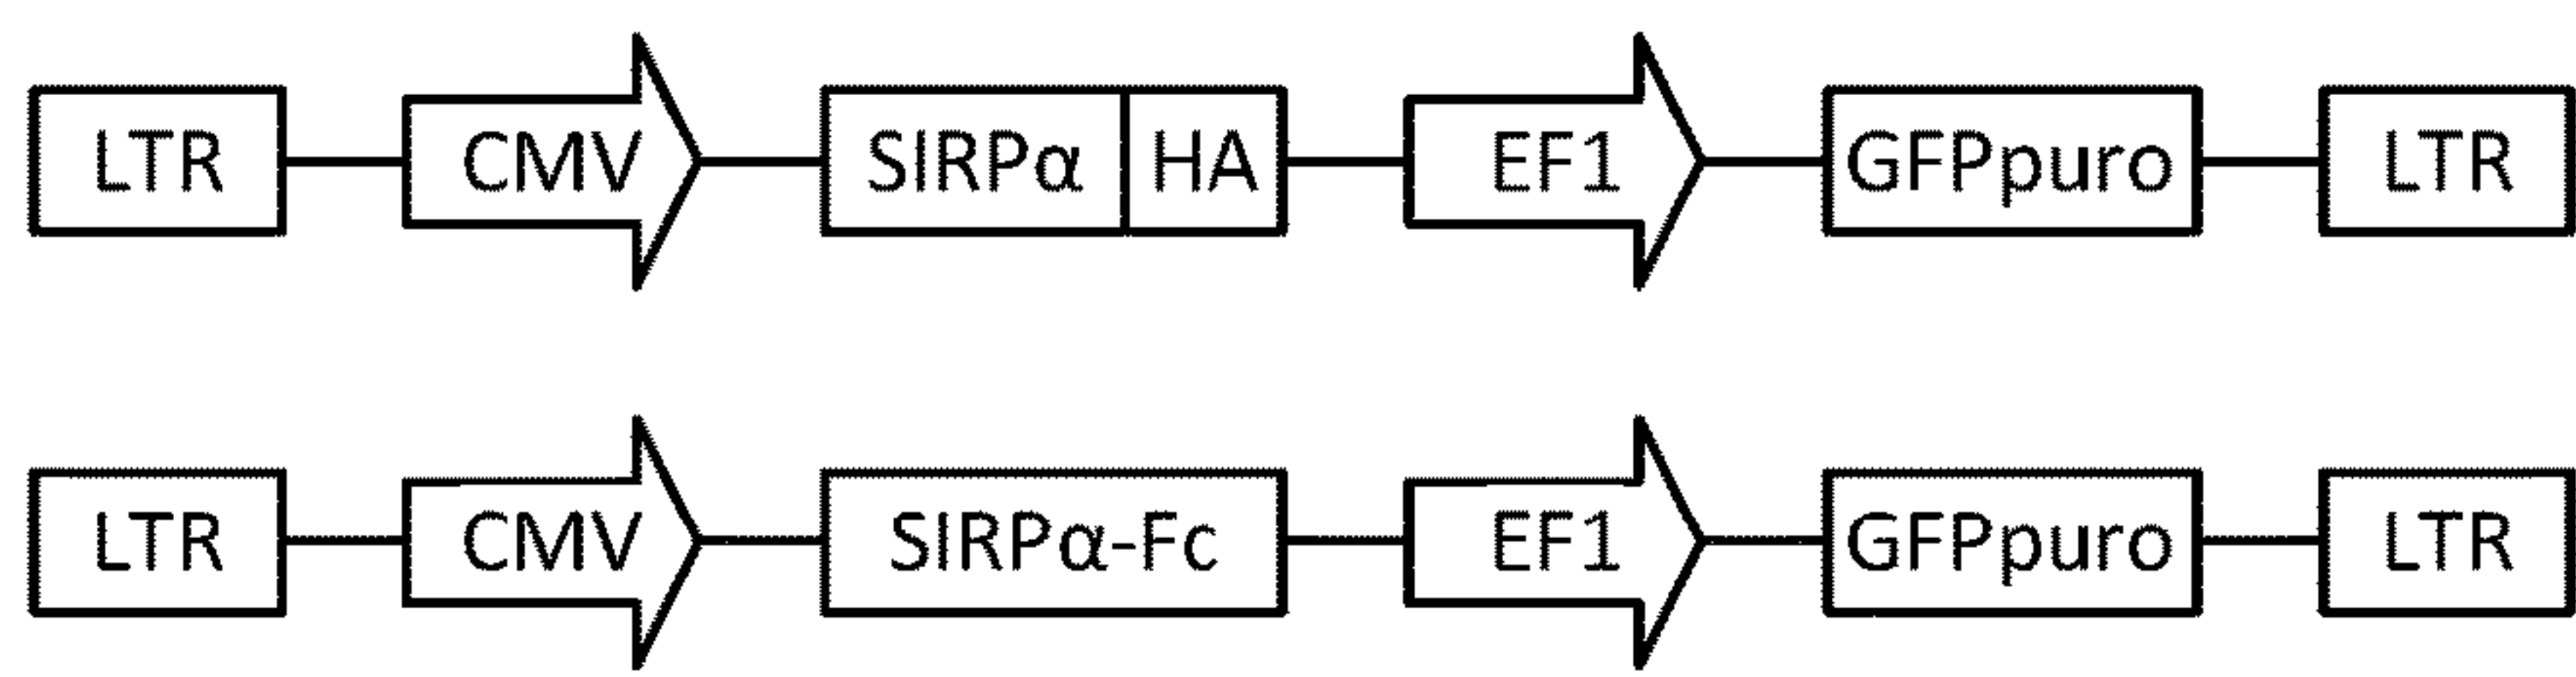 LTR CMV SIRPα HA EF1 GFPpuro LTR
LTR CMV SIRPα-Fc EF1 GFPpuro LTR